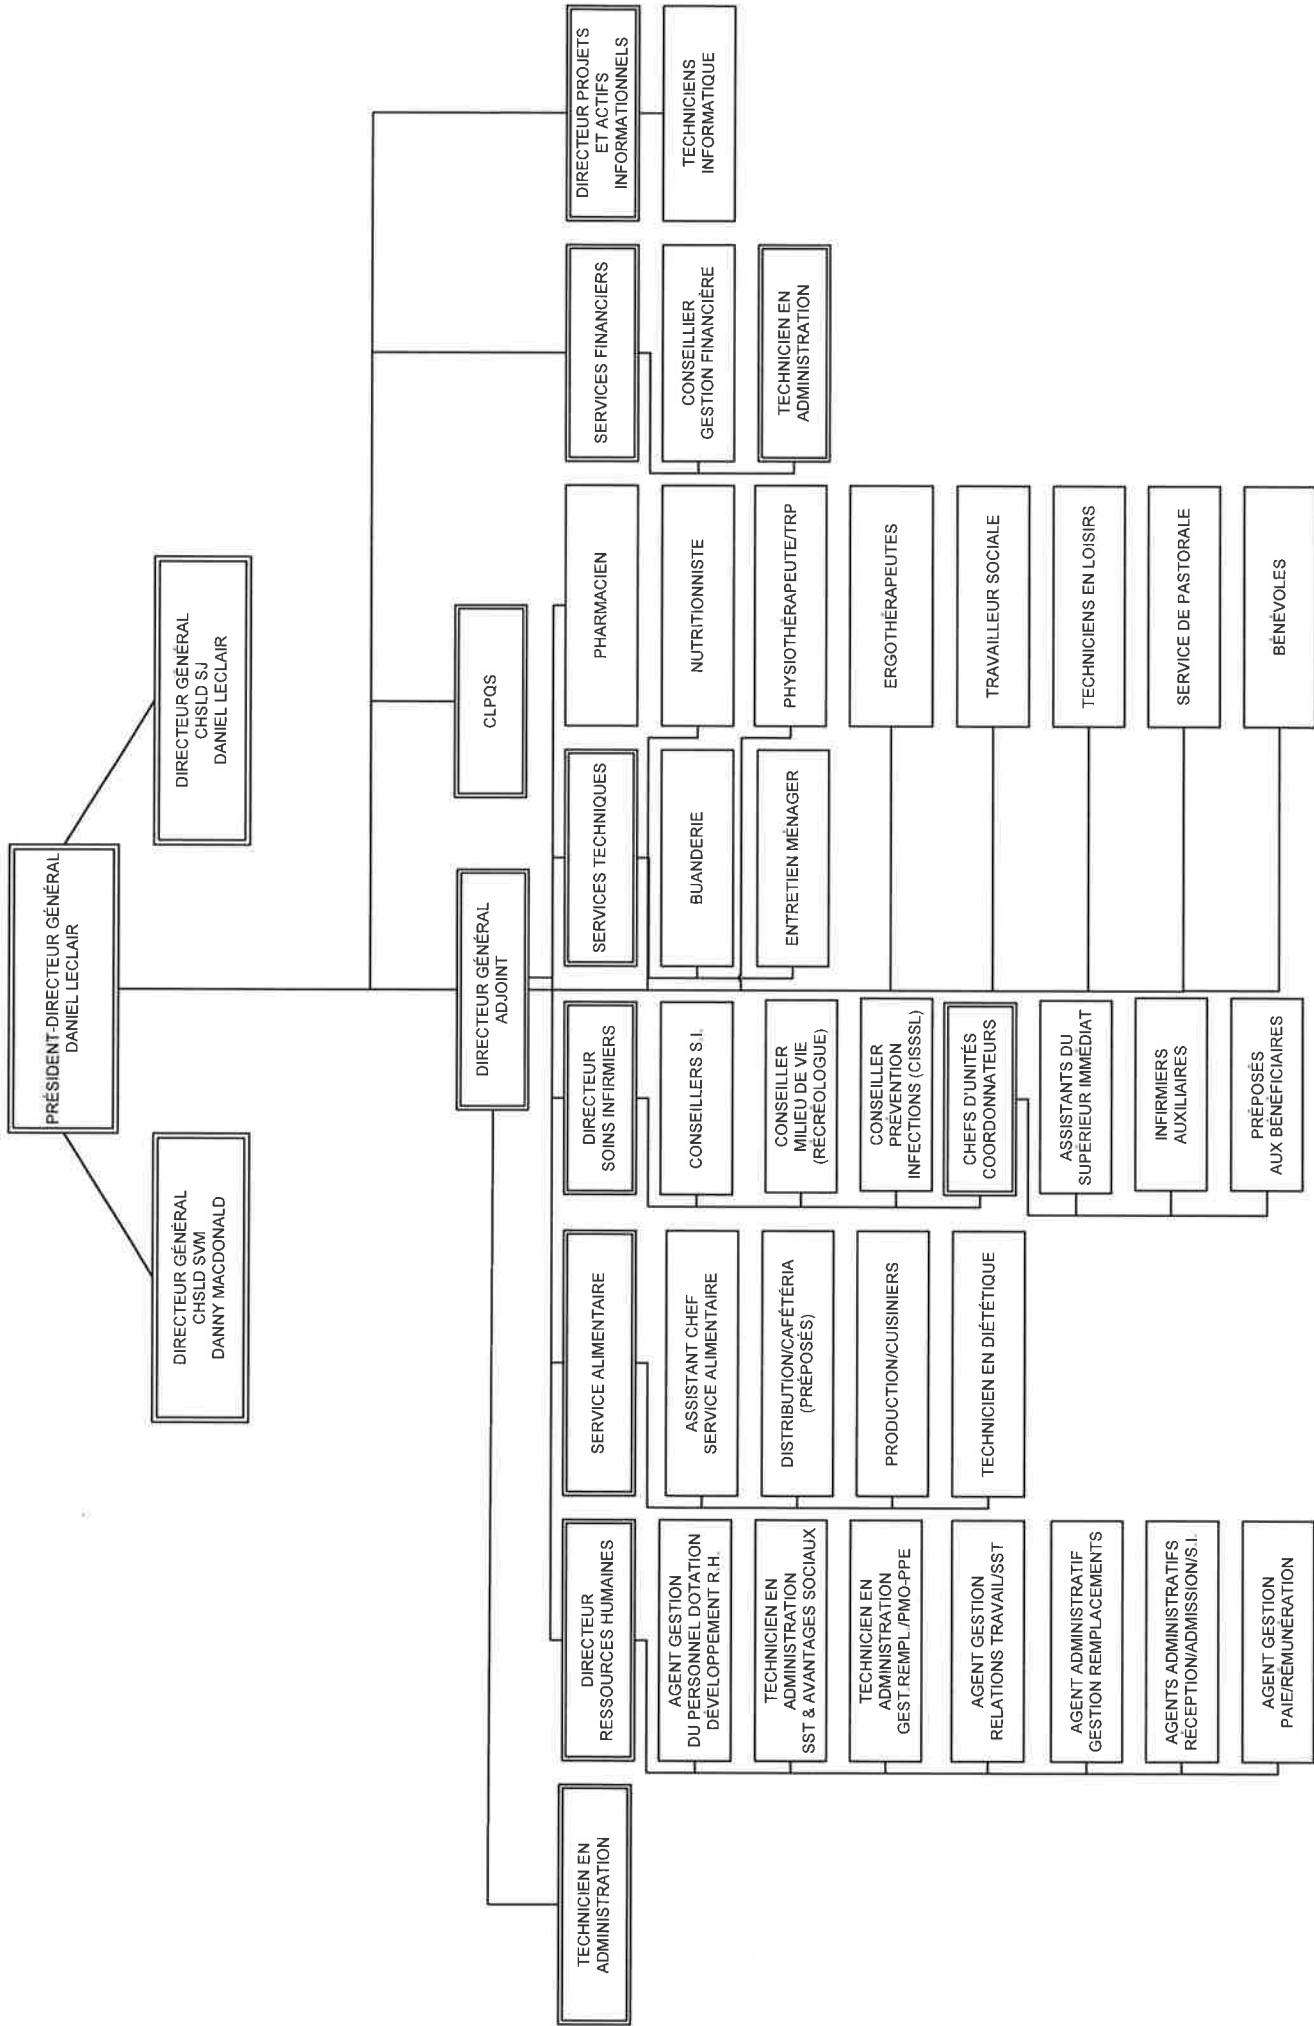 PRÉSIDENT-DIRECTEUR GÉNÉRAL
DANIEL LECLAIR
DIRECTEUR GÉNÉRAL
CHSLD SVM
DANNY MACDONALD
DIRECTEUR GÉNÉRAL
CHSLD SJ
DANIEL LECLAIR
DIRECTEUR GÉNÉRAL
ADJOINT
CLPQS
TECHNICIEN EN
ADMINISTRATION
DIRECTEUR
RESSOURCES HUMAINES
AGENT GESTION
DU PERSONNEL DOTATION
DÉVELOPPEMENT R.H.
TECHNICIEN EN
ADMINISTRATION
SST & AVANTAGES SOCIAUX
TECHNICIEN EN
ADMINISTRATION
GEST.REMPL./PMO-PPE
AGENT GESTION
RELATIONS TRAVAIL/SST
AGENT ADMINISTRATIF
GESTION REMPLACEMENTS
AGENTS ADMINISTRATIFS
RÉCEPTION/ADMISSION/S.I.
AGENT GESTION
PAIE/RÉMUNÉRATION
SERVICE ALIMENTAIRE
ASSISTANT CHEF
SERVICE ALIMENTAIRE
DISTRIBUTION/CAFÉTÉRIA
(PRÉPOSÉS)
PRODUCTION/CUISINIERS
TECHNICIEN EN DIÉTÉTIQUE
DIRECTEUR
SOINS INFIRMIERS
CONSEILLERS S.I.
CONSEILLER
MILIEU DE VIE
(RÉCRÉOLOGUE)
CONSEILLER
PRÉVENTION
INFECTIONS (CISSSL)
CHEFS D'UNITÉS
COORDONNATEURS
ASSISTANTS DU
SUPÉRIEUR IMMÉDIAT
INFIRMIERS
AUXILIAIRES
PRÉPOSÉS
AUX BÉNÉFICIAIRES
SERVICES TECHNIQUES
BUANDERIE
ENTRETIEN MÉNAGER
PHARMACIEN
NUTRITIONNISTE
PHYSIOTHÉRAPEUTE/TRP
ERGOTHÉRAPEUTES
TRAVAILLEUR SOCIALE
TECHNICIENS EN LOISIRS
SERVICE DE PASTORALE
BÉNÉVOLES
SERVICES FINANCIERS
CONSEILLIER
GESTION FINANCIÈRE
TECHNICIEN EN
ADMINISTRATION
DIRECTEUR PROJETS
ET ACTIFS
INFORMATIONNELS
TECHNICIENS
INFORMATIQUE